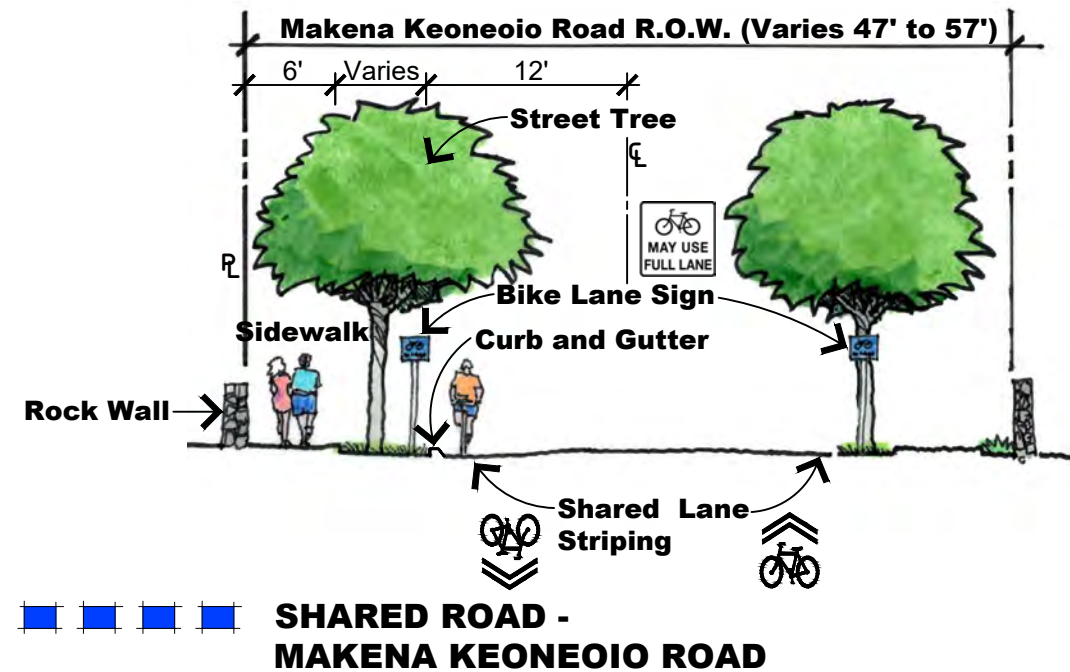 Makena Keoneoio Road R.O.W. (Varies 47' to 57')
6' Varies 12'
Street Tree
℄
MAY USE
FULL LANE
PL
Bike Lane Sign
Sidewalk
Curb and Gutter
Rock Wall
Shared Lane
Striping
SHARED ROAD -
MAKENA KEONEOIO ROAD